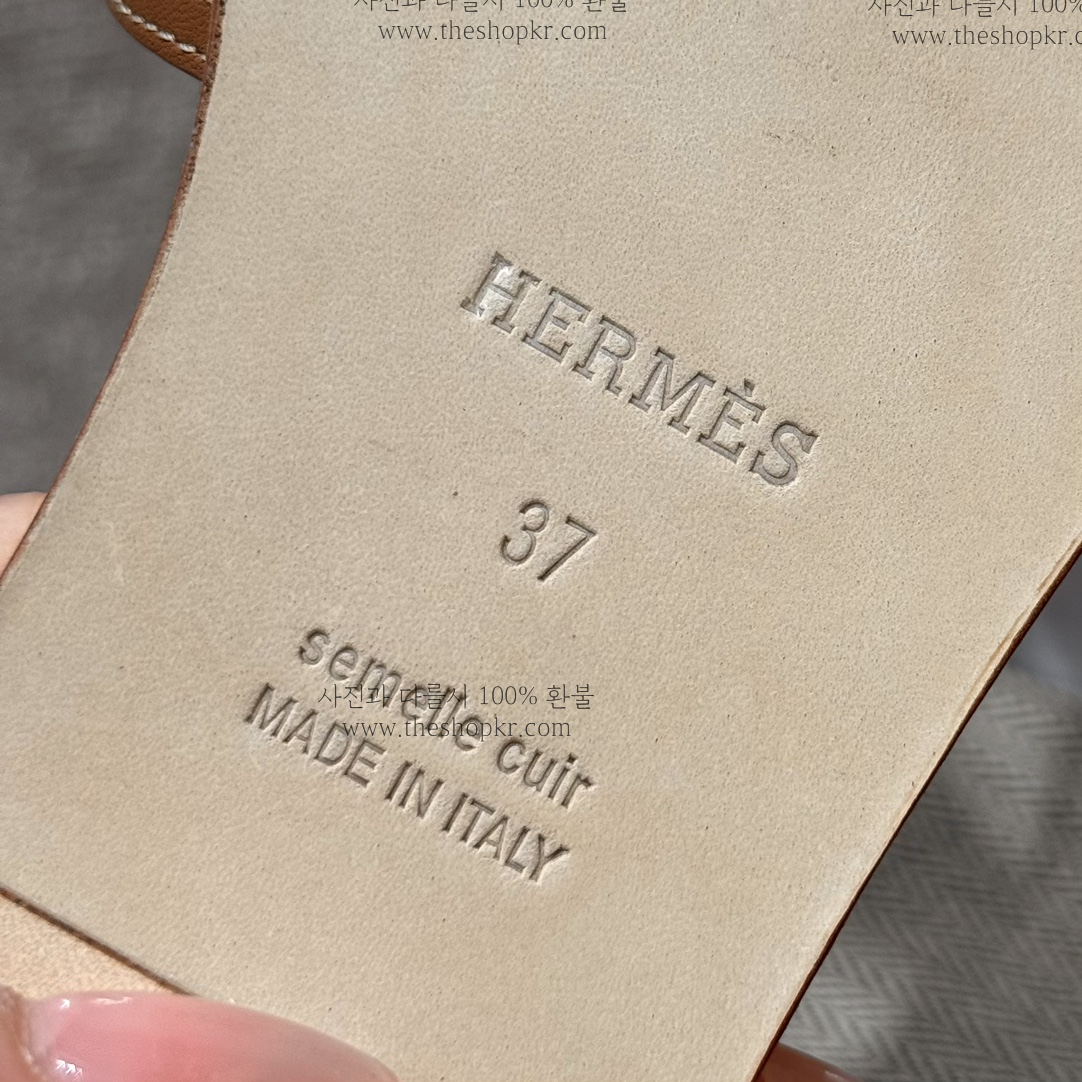 사진과 다를시 100% 환불
www.theshopkr.com
사진과 다를시 100%
www.theshopkr.c
HERMÈS
37
semelle cuir
MADE IN ITALY
사진과 다를시 100% 환불
www.theshopkr.com